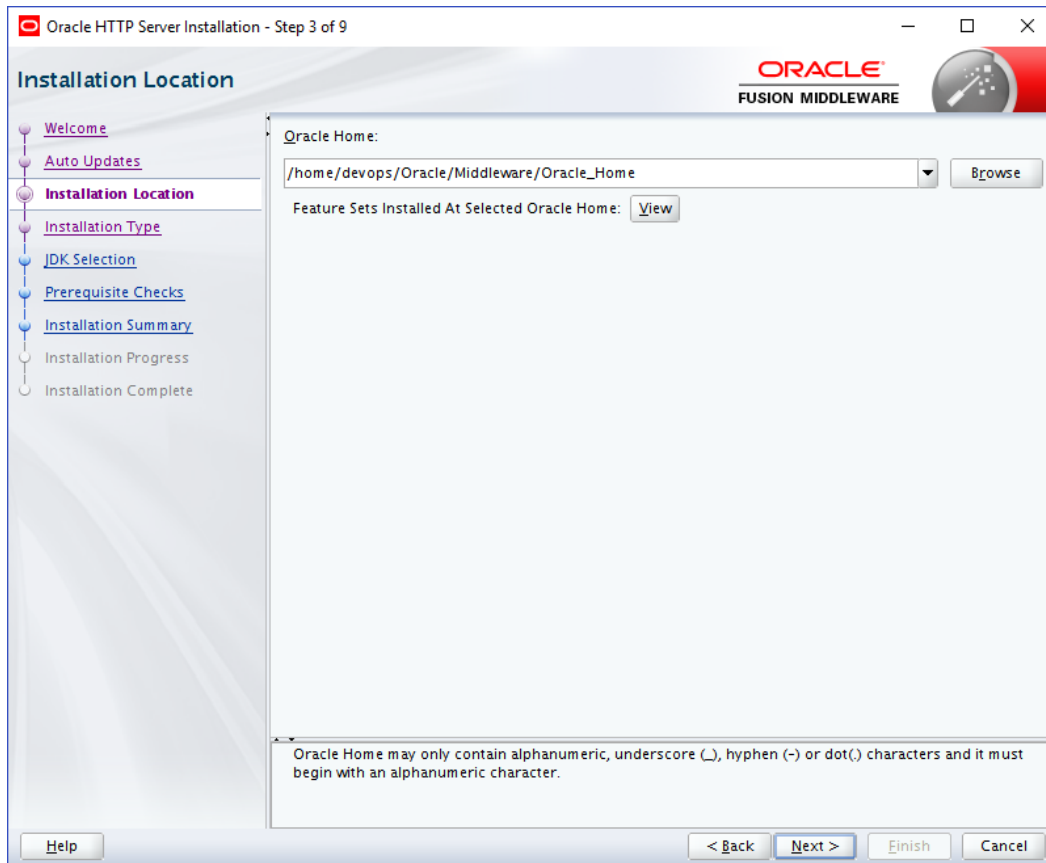 Oracle HTTP Server Installation - Step 3 of 9
Installation Location
ORACLE
FUSION MIDDLEWARE
Welcome
Auto Updates
Installation Location
Installation Type
JDK Selection
Prerequisite Checks
Installation Summary
Installation Progress
Installation Complete
Oracle Home:
/home/devops/Oracle/Middleware/Oracle_Home
Browse
Feature Sets Installed At Selected Oracle Home: View
Oracle Home may only contain alphanumeric, underscore (_), hyphen (-) or dot(.) characters and it must
begin with an alphanumeric character.
Help
< Back Next > Finish Cancel